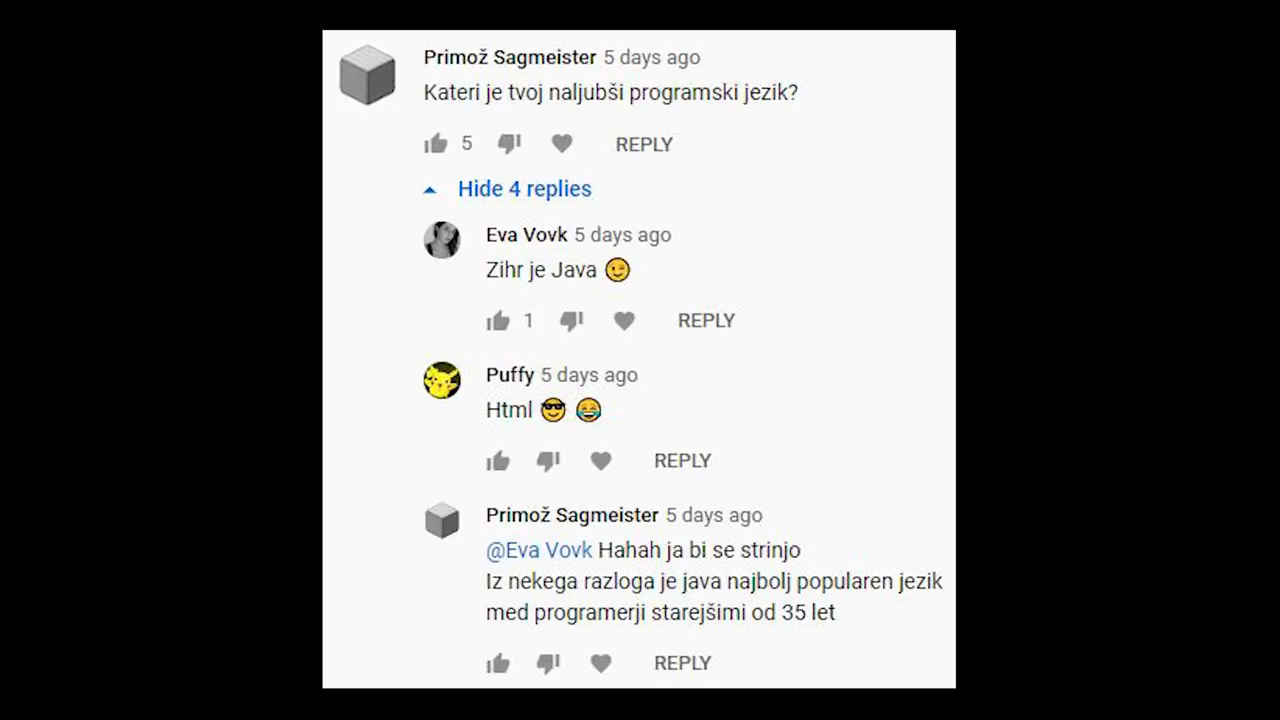 Primož Sagmeister 5 days ago
Kateri je tvoj naljubši programski jezik?
5 REPLY
Hide 4 replies
Eva Vovk 5 days ago
Zihr je Java 😉
1 REPLY
Puffy 5 days ago
Html 😎 😂
REPLY
Primož Sagmeister 5 days ago
@Eva Vovk Hahah ja bi se strinjo
Iz nekega razloga je java najbolj popularen jezik
med programerji starejšimi od 35 let
REPLY